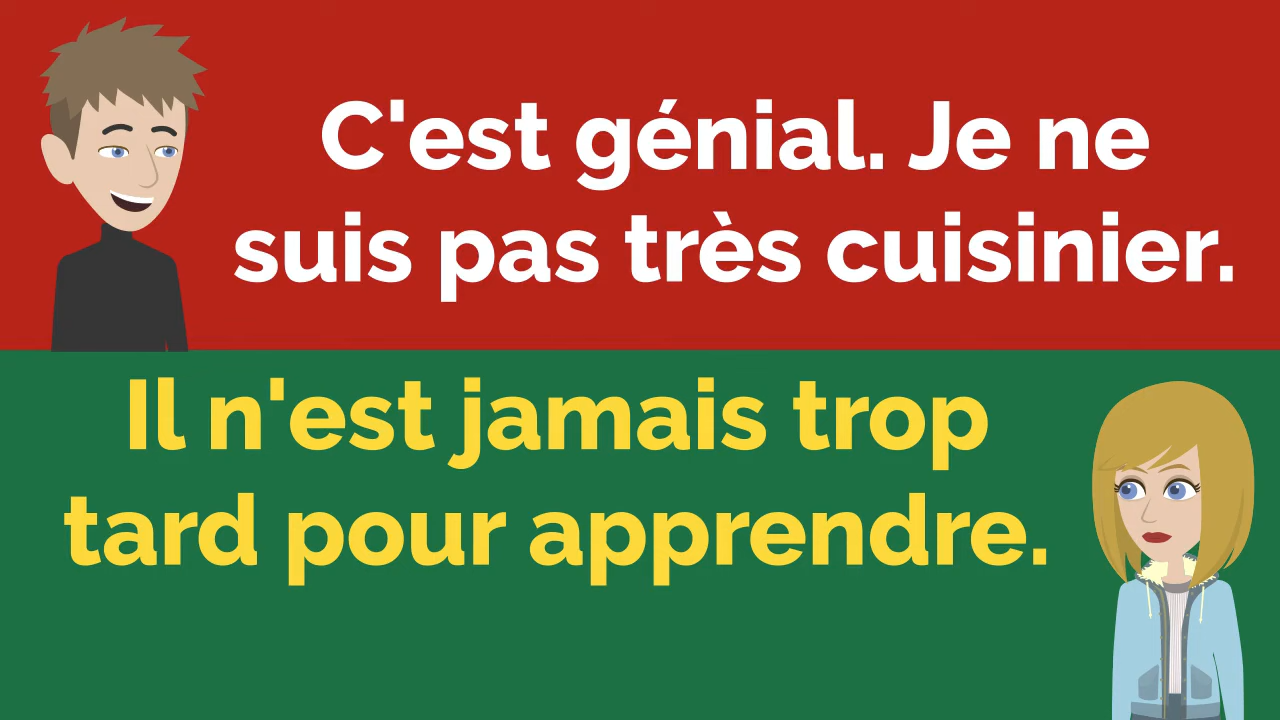 C'est génial. Je ne
suis pas très cuisinier.
Il n'est jamais trop
tard pour apprendre.